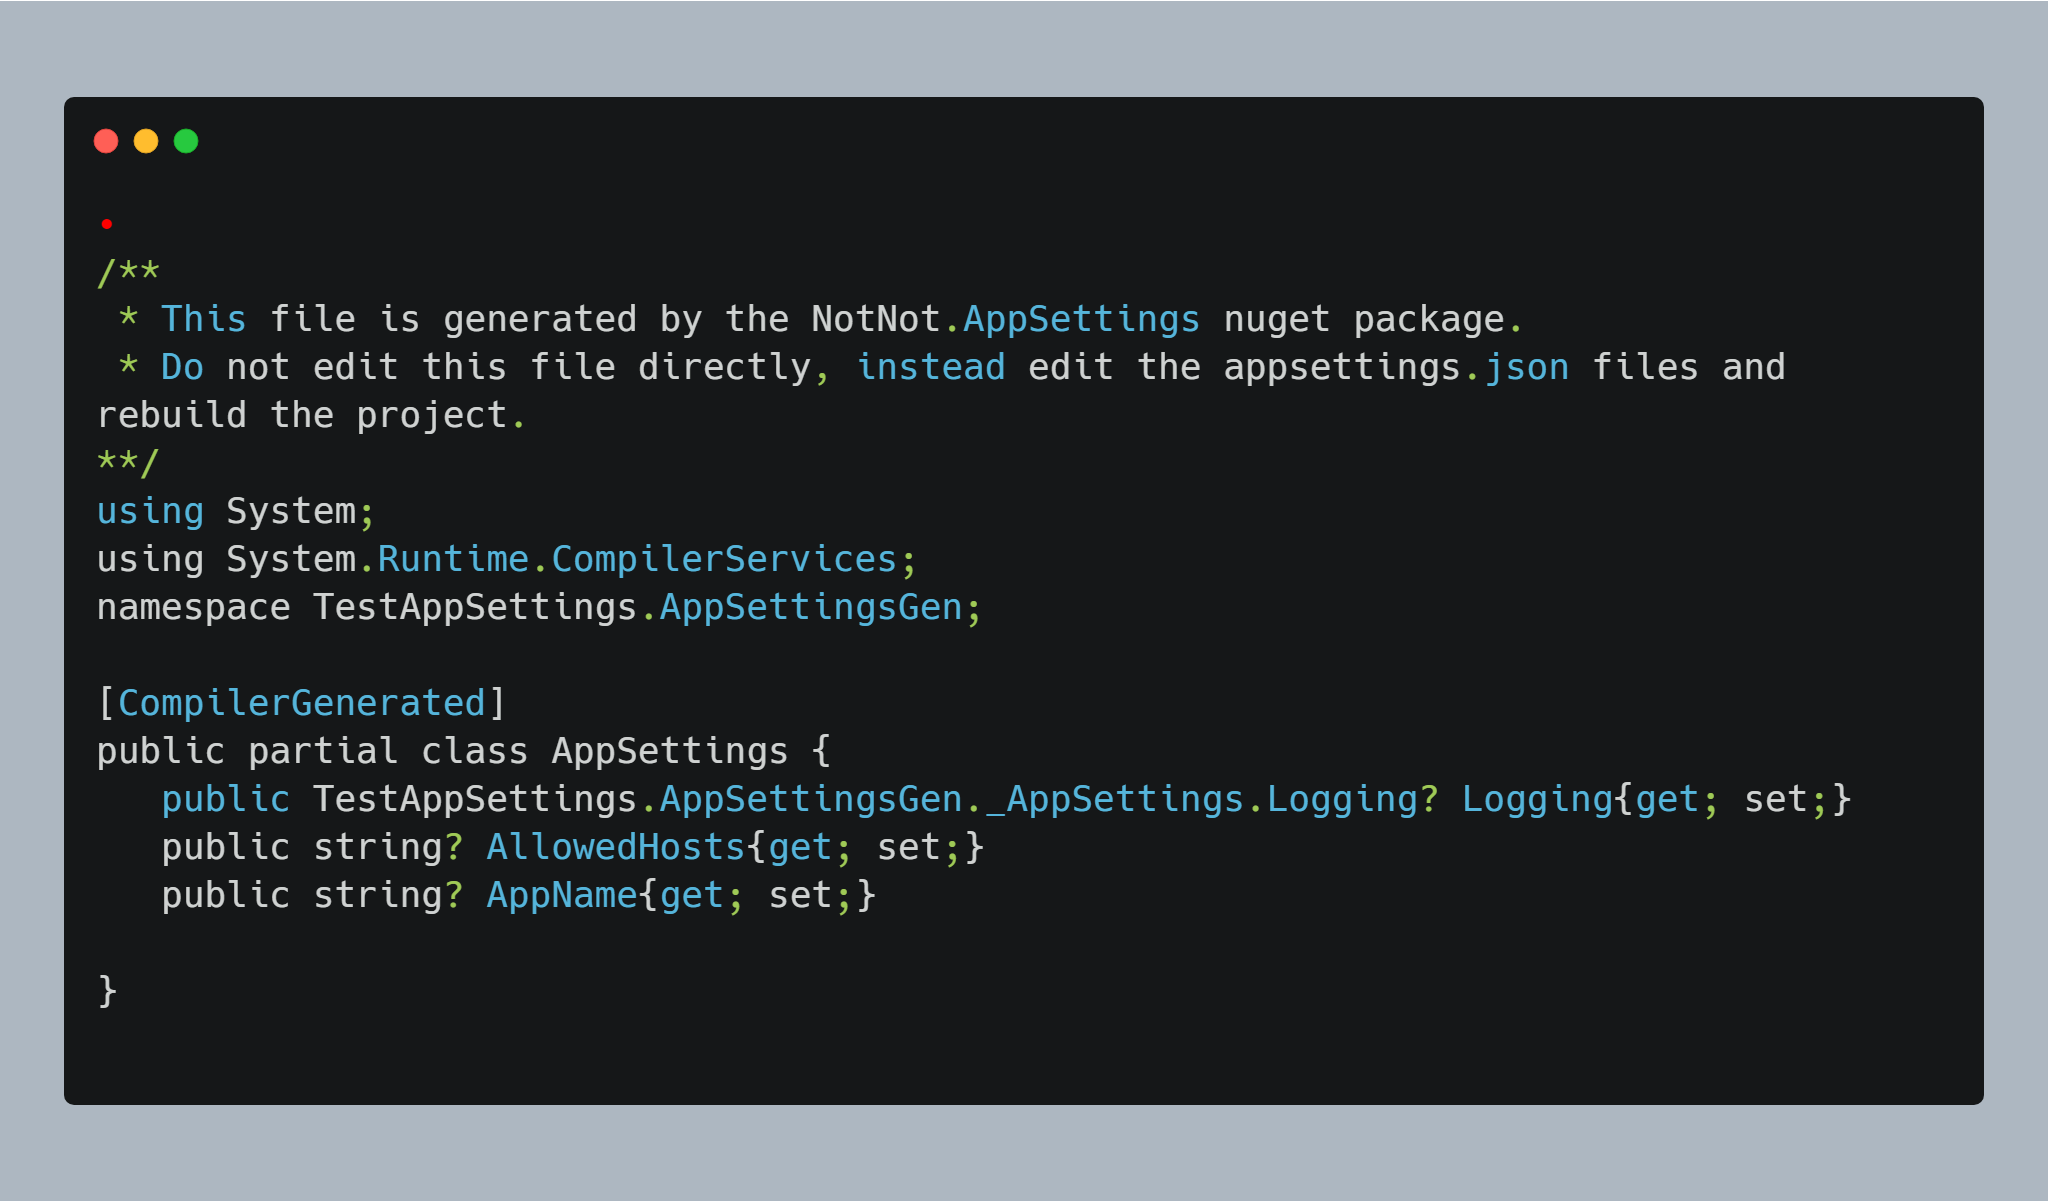 /**
 * This file is generated by the NotNot.AppSettings nuget package.
 * Do not edit this file directly, instead edit the appsettings.json files and
rebuild the project.
**/
using System;
using System.Runtime.CompilerServices;
namespace TestAppSettings.AppSettingsGen;

[CompilerGenerated]
public partial class AppSettings {
   public TestAppSettings.AppSettingsGen._AppSettings.Logging? Logging{get; set;}
   public string? AllowedHosts{get; set;}
   public string? AppName{get; set;}

}